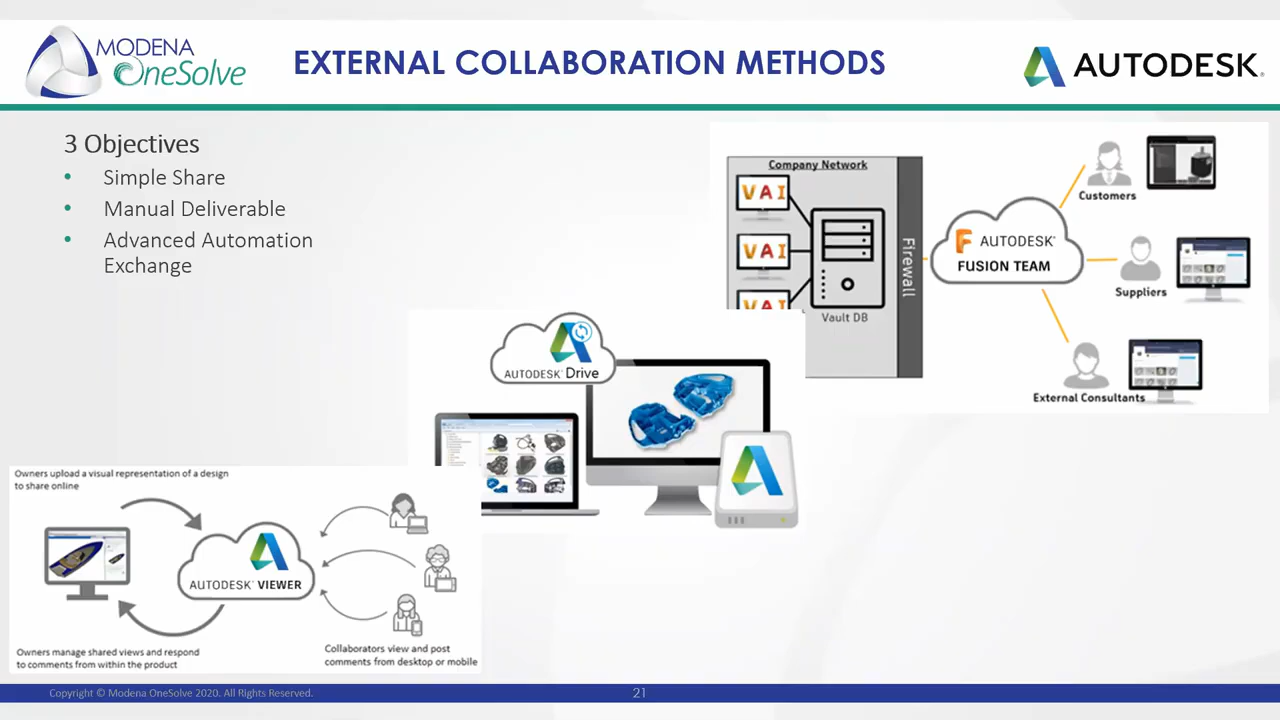 MODENA
OneSolve
EXTERNAL COLLABORATION METHODS
AUTODESK®
3 Objectives
• Simple Share
• Manual Deliverable
• Advanced Automation
Exchange
Company Network
VAI
VAI
VAI
Vault DB
Firewall
AUTODESK®
FUSION TEAM
Customers
Suppliers
External Consultants
AUTODESK® Drive
Owners upload a visual representation of a design
to share online
AUTODESK® VIEWER
Owners manage shared views and respond
to comments from within the product
Collaborators view and post
comments from desktop or mobile
Copyright © Modena OneSolve 2020. All Rights Reserved.
21